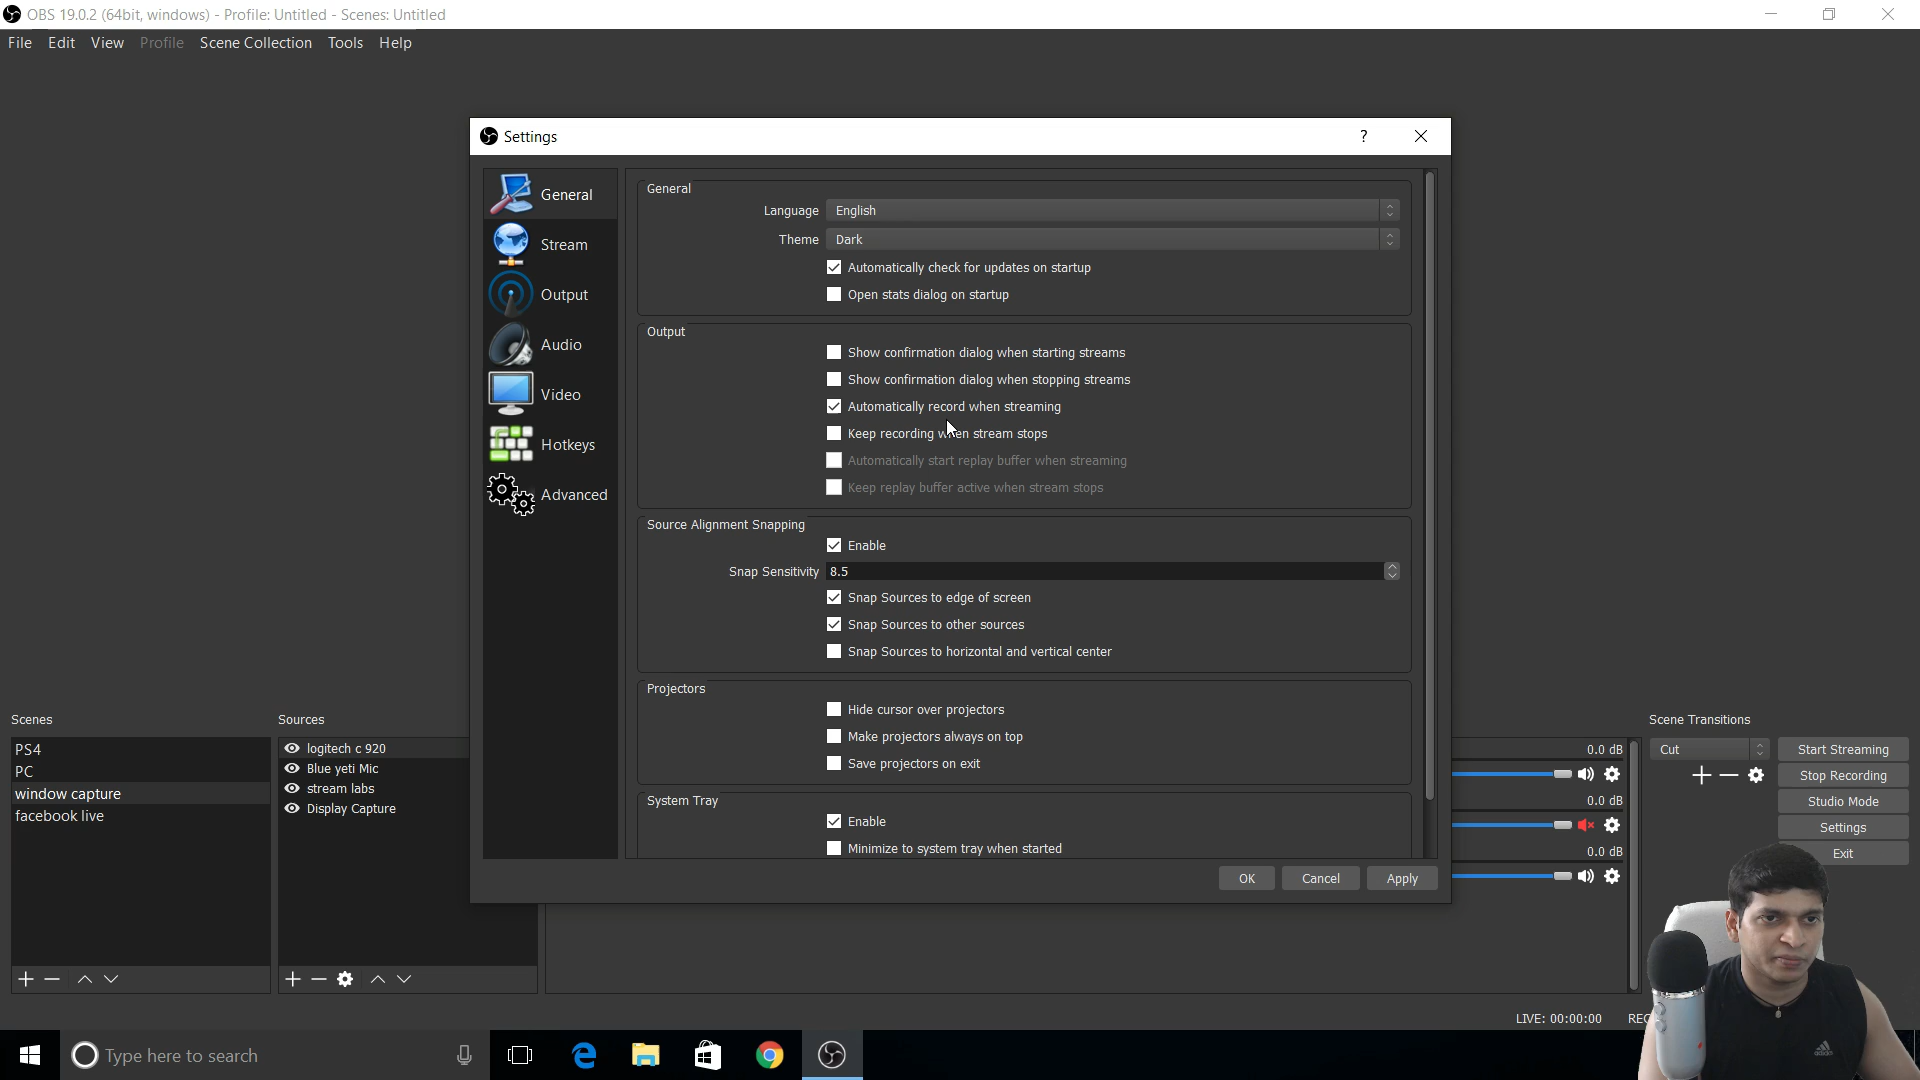 OBS 19.0.2 (64bit, windows) - Profile: Untitled - Scenes: Untitled
File Edit View Profile Scene Collection Tools Help
Settings
?
General
Stream
Output
Audio
Video
Hotkeys
Advanced
General
Language English
Theme Dark
Automatically check for updates on startup
Open stats dialog on startup
Output
Show confirmation dialog when starting streams
Show confirmation dialog when stopping streams
Automatically record when streaming
Keep recording when stream stops
Automatically start replay buffer when streaming
Keep replay buffer active when stream stops
Source Alignment Snapping
Enable
Snap Sensitivity 8.5
Snap Sources to edge of screen
Snap Sources to other sources
Snap Sources to horizontal and vertical center
Projectors
Hide cursor over projectors
Make projectors always on top
Save projectors on exit
System Tray
Enable
Minimize to system tray when started
OK Cancel Apply
Scenes
PS4
PC
window capture
facebook live
Sources
logitech c 920
Blue yeti Mic
stream labs
Display Capture
0.0 dB
0.0 dB
0.0 dB
Scene Transitions
Cut
Start Streaming
Stop Recording
Studio Mode
Settings
Exit
LIVE: 00:00:00
Type here to search
adidas